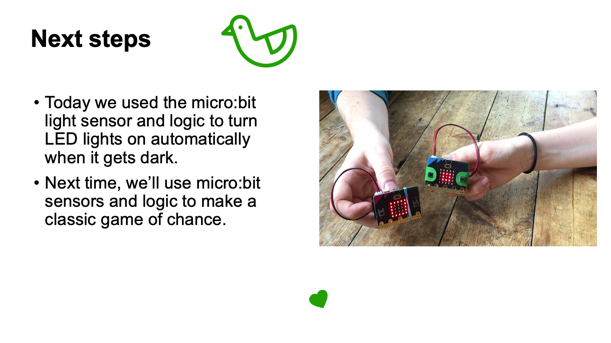 Next steps
• Today we used the micro:bit
light sensor and logic to turn
LED lights on automatically
when it gets dark.
• Next time, we’ll use micro:bit
sensors and logic to make a
classic game of chance.